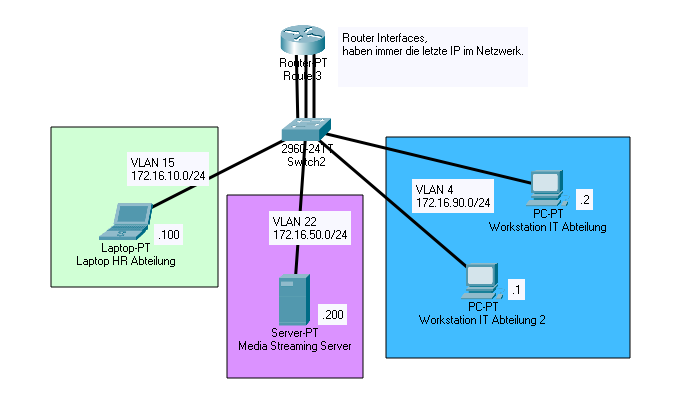 Router Interfaces,
haben immer die letzte IP im Netzwerk.
Router-PT
Router3
2960-24TT
Switch2
VLAN 15
172.16.10.0/24
.100
Laptop-PT
Laptop HR Abteilung
VLAN 22
172.16.50.0/24
.200
Server-PT
Media Streaming Server
VLAN 4
172.16.90.0/24
.2
PC-PT
Workstation IT Abteilung
.1
PC-PT
Workstation IT Abteilung 2